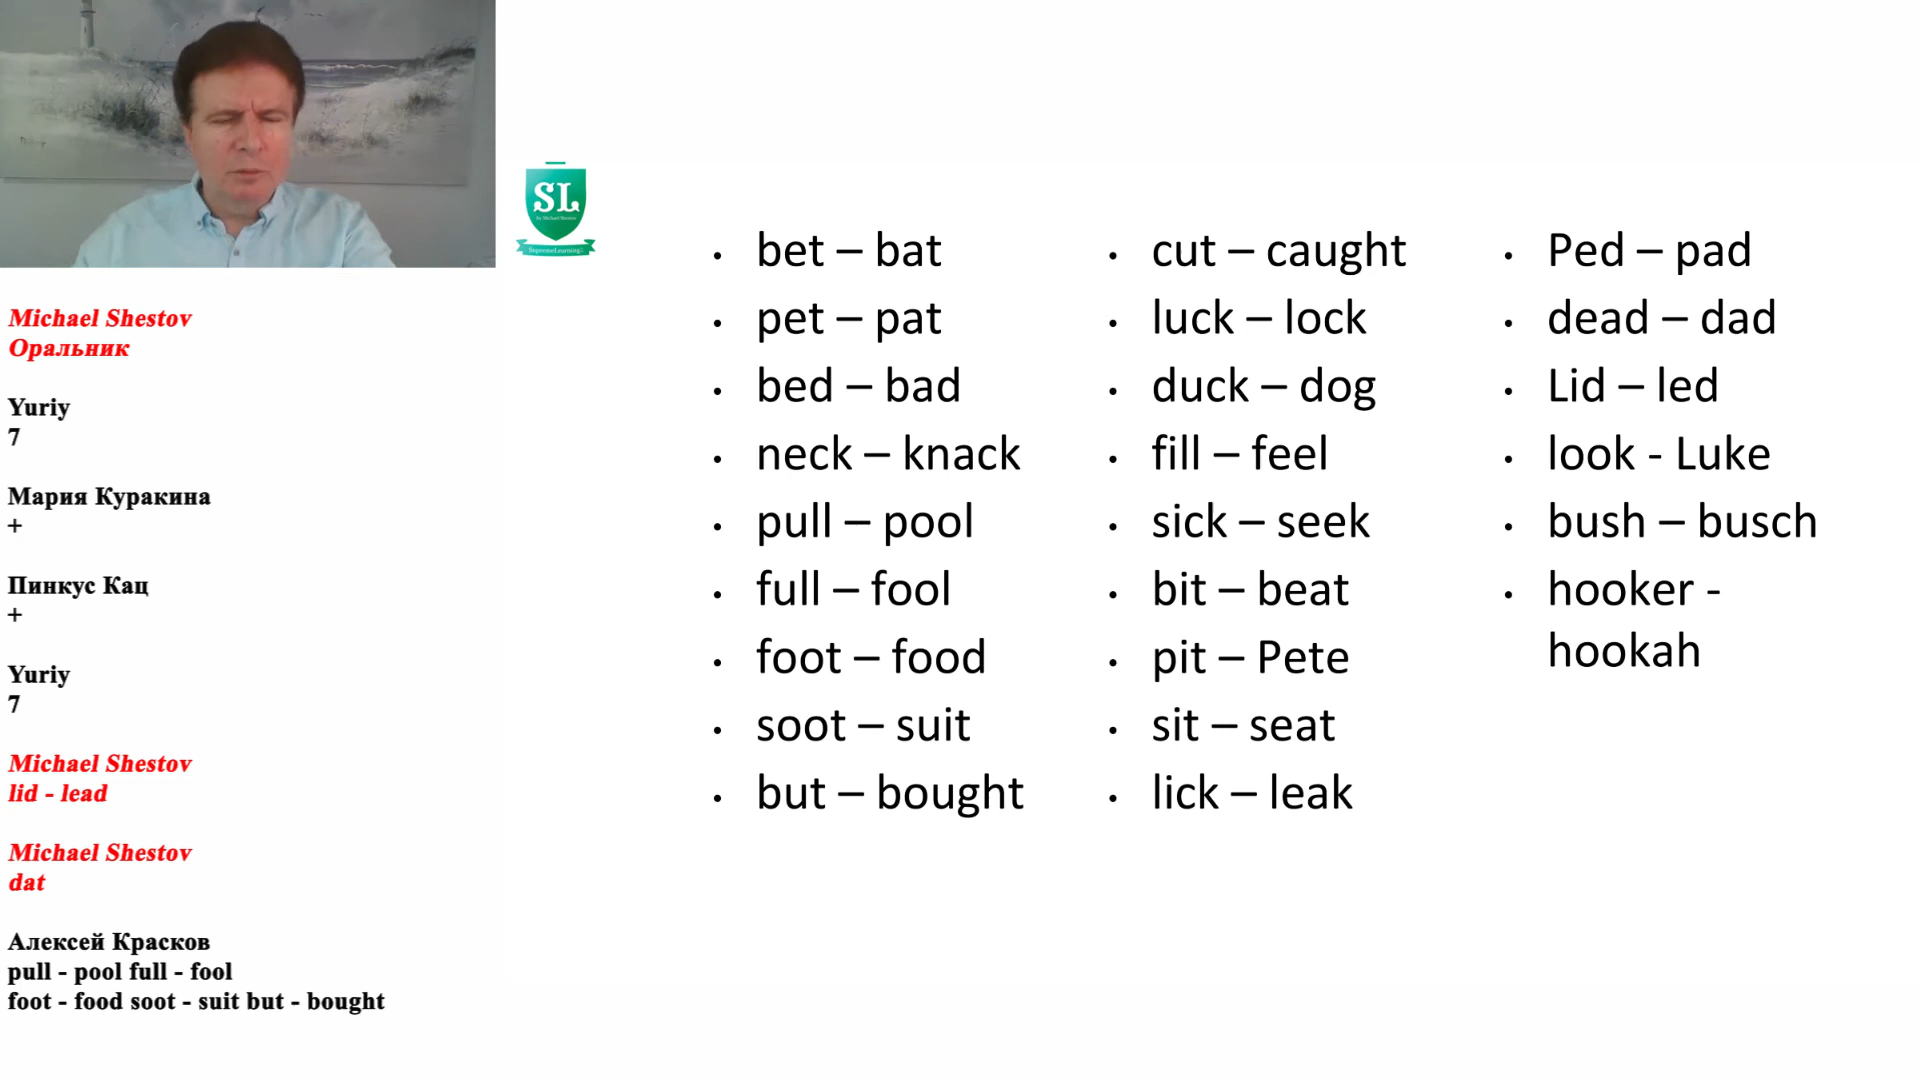 SL
by Michael Shestov
SupremeLearning
Michael Shestov
Оральник
Yuriy
7
Мария Куракина
+
Пинкус Кац
+
Yuriy
7
Michael Shestov
lid - lead
Michael Shestov
dat
Алексей Красков
pull - pool full - fool
foot - food soot - suit but - bought
• bet – bat
• pet – pat
• bed – bad
• neck – knack
• pull – pool
• full – fool
• foot – food
• soot – suit
• but – bought
• cut – caught
• luck – lock
• duck – dog
• fill – feel
• sick – seek
• bit – beat
• pit – Pete
• sit – seat
• lick – leak
• Ped – pad
• dead – dad
• Lid – led
• look - Luke
• bush – busch
• hooker -
hookah